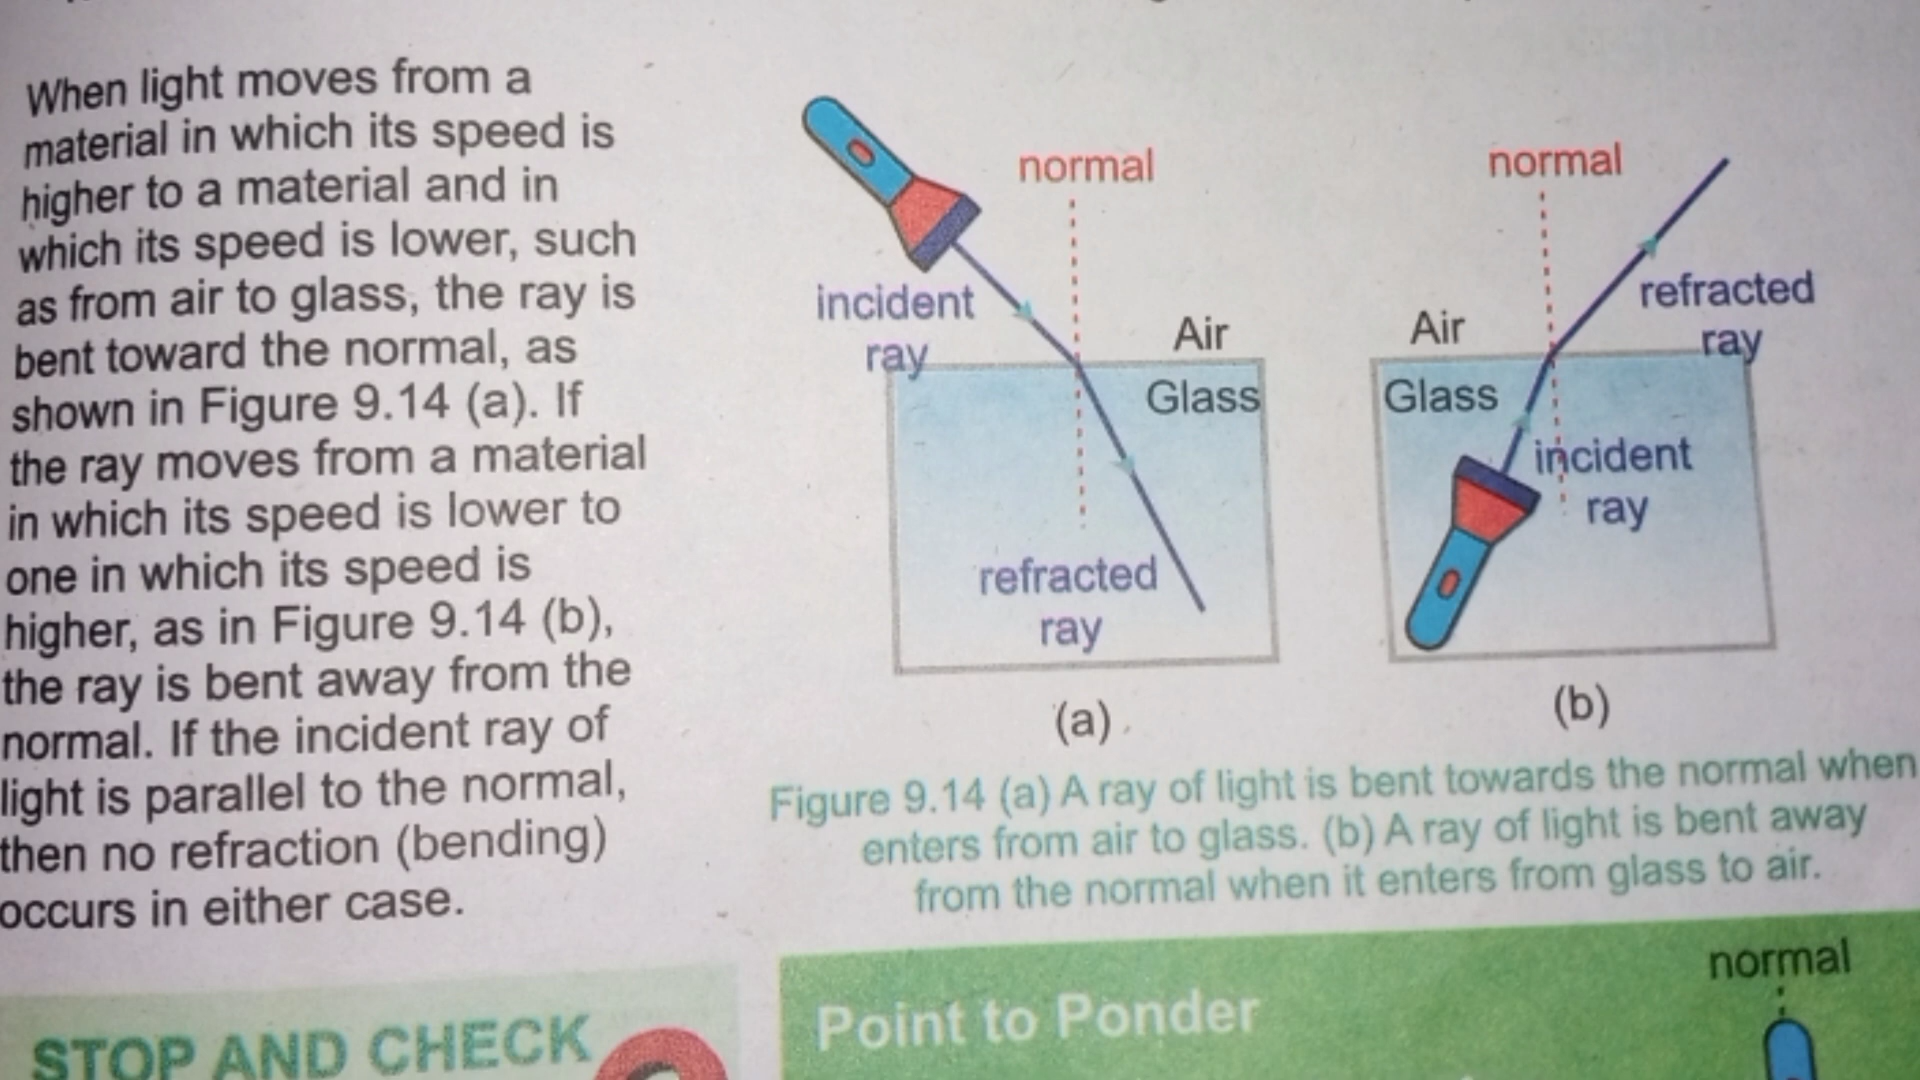 When light moves from a
material in which its speed is
higher to a material and in
which its speed is lower, such
as from air to glass, the ray is
bent toward the normal, as
shown in Figure 9.14 (a). If
the ray moves from a material
in which its speed is lower to
one in which its speed is
higher, as in Figure 9.14 (b),
the ray is bent away from the
normal. If the incident ray of
light is parallel to the normal,
then no refraction (bending)
occurs in either case.
normal
incident
ray
Air
Glass
refracted
ray
(a)
normal
refracted
ray
Air
Glass
incident
ray
(b)
Figure 9.14 (a) A ray of light is bent towards the normal when
enters from air to glass. (b) A ray of light is bent away
from the normal when it enters from glass to air.
STOP AND CHECK
Point to Ponder
normal